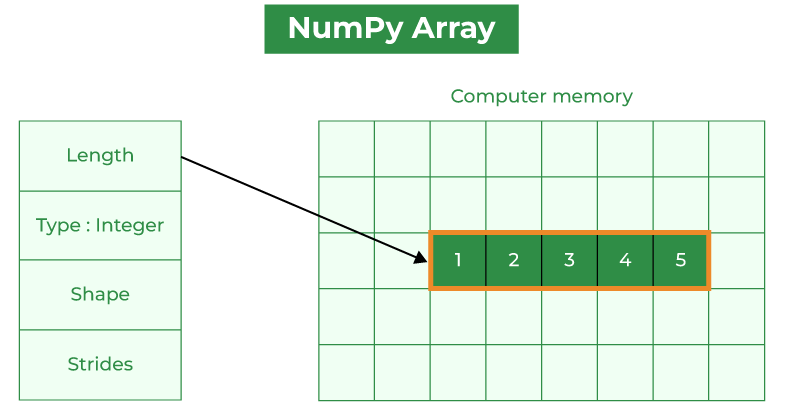 NumPy Array
Computer memory
Length
Type : Integer
Shape
Strides
1 2 3 4 5